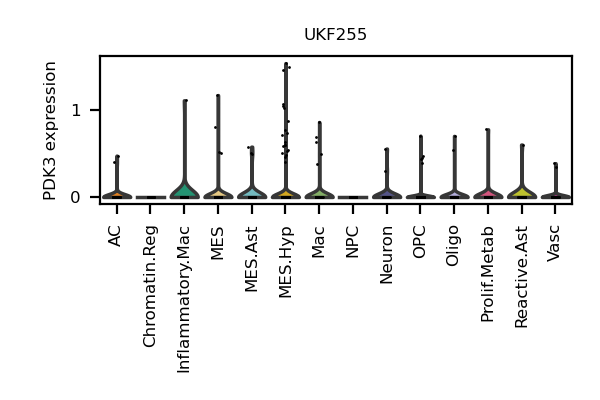 UKF255
PDK3 expression
1
0
AC
Chromatin.Reg
Inflammatory.Mac
MES
MES.Ast
MES.Hyp
Mac
NPC
Neuron
OPC
Oligo
Prolif.Metab
Reactive.Ast
Vasc